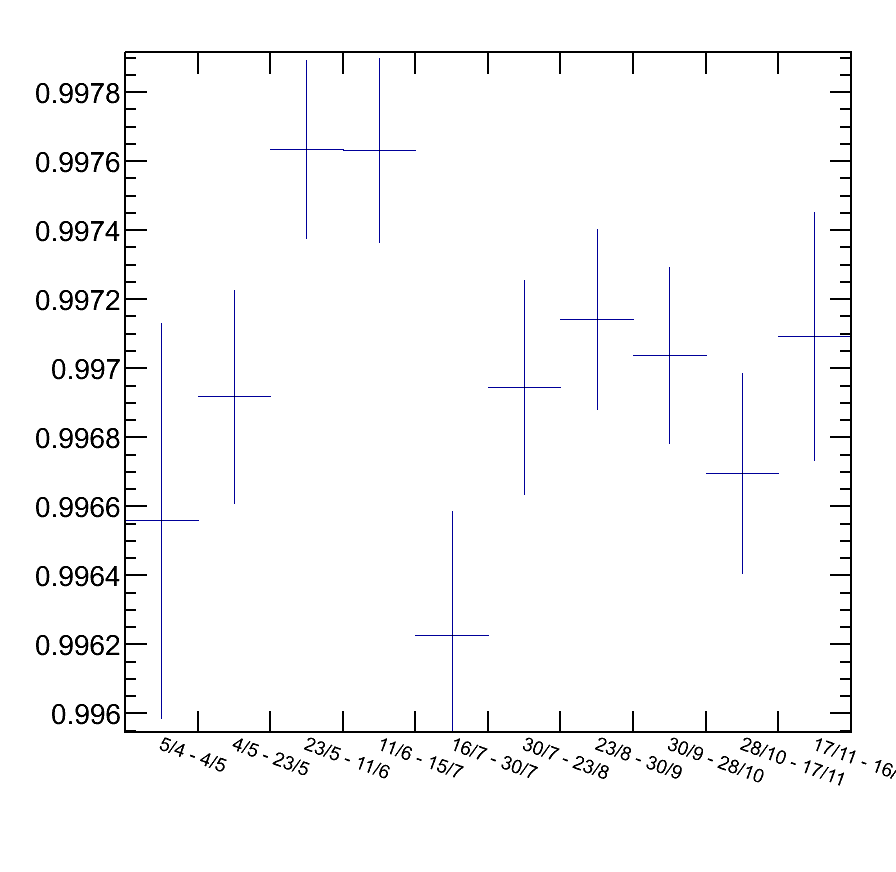 0.9978
0.9976
0.9974
0.9972
0.997
0.9968
0.9966
0.9964
0.9962
0.996
5/4 - 4/5
4/5 - 23/5
23/5 - 11/6
11/6 - 15/7
16/7 - 30/7
30/7 - 23/8
23/8 - 30/9
30/9 - 28/10
28/10 - 17/11
17/11 - 16/